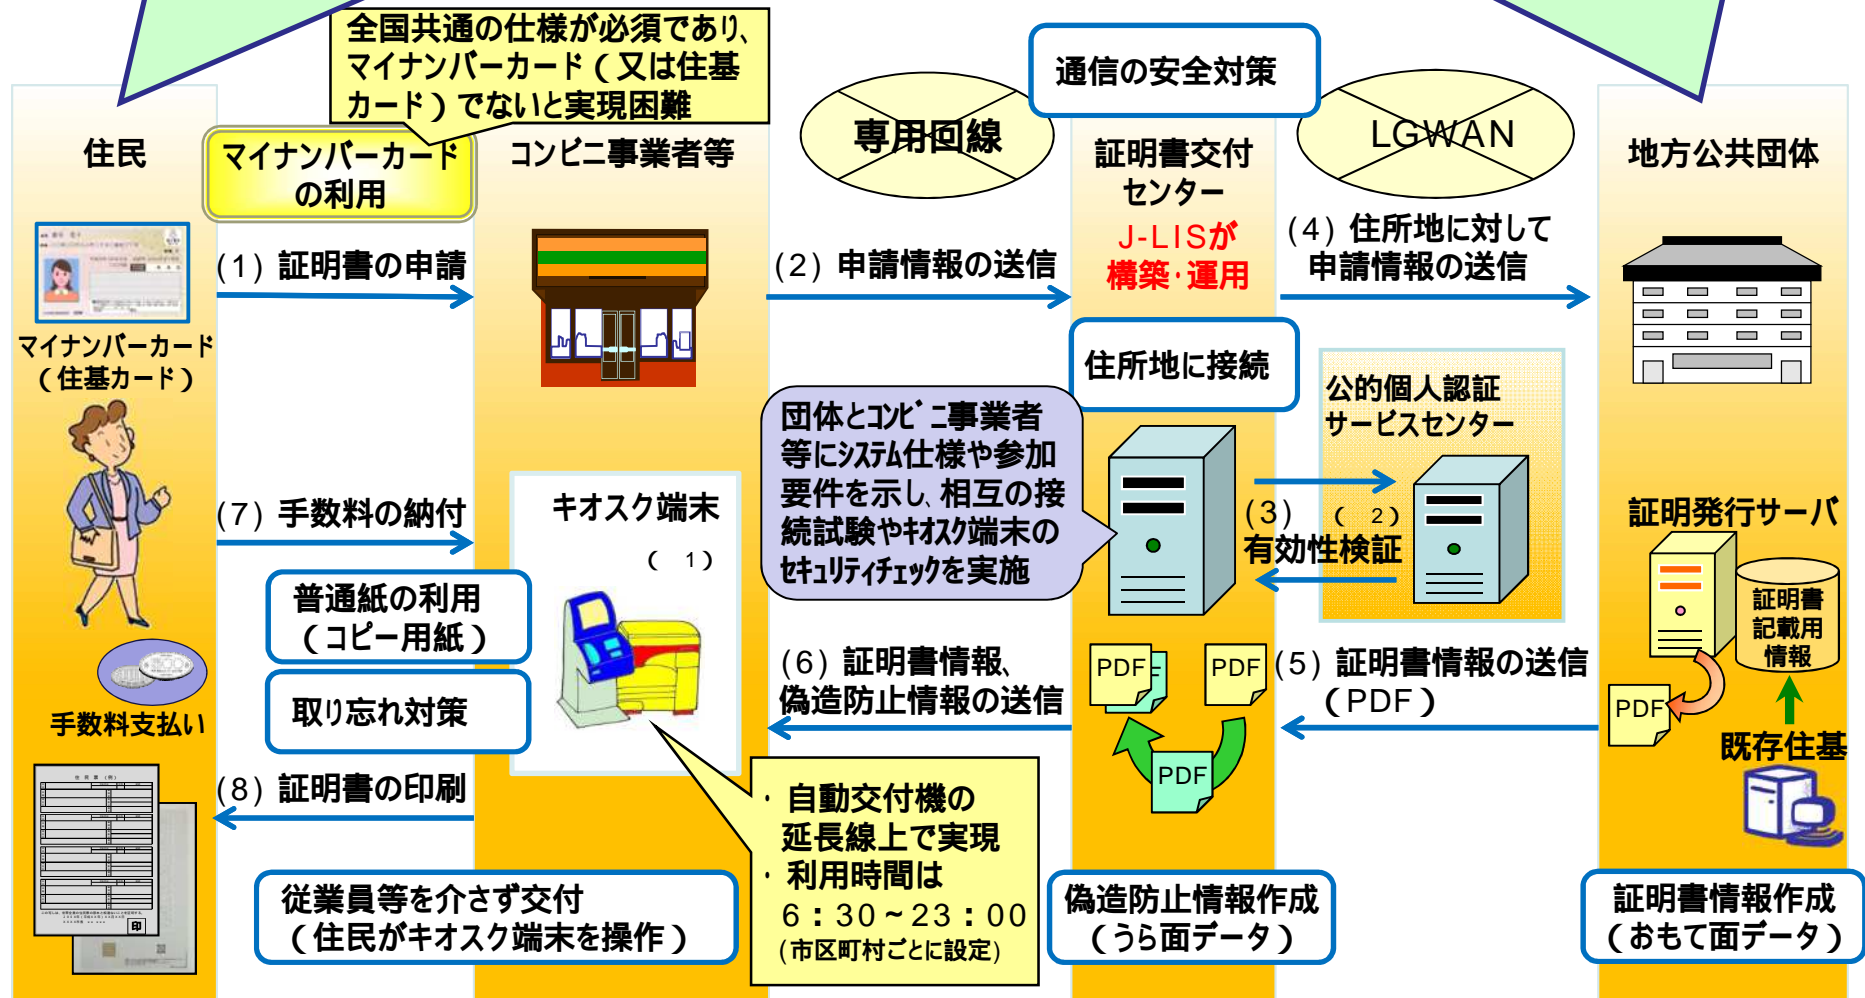 全国共通の仕様が必須であり、
マイナンバーカード（又は住基
カード）でないと実現困難
通信の安全対策
住民
マイナンバーカード
の利用
コンビニ事業者等
専用回線
証明書交付
センター
J-LISが
構築・運用
LGWAN
地方公共団体
(1) 証明書の申請
(2) 申請情報の送信
(4) 住所地に対して
申請情報の送信
マイナンバーカード
（住基カード）
住所地に接続
公的個人認証
サービスセンター
団体とコンビニ事業者
等にシステム仕様や参加
要件を示し、相互の接
続試験やキオスク端末の
セキュリティチェックを実施
(3)
( 2)
有効性検証
(7) 手数料の納付
キオスク端末
( 1)
証明発行サーバ
証明書
記載用
情報
普通紙の利用
（コピー用紙）
取り忘れ対策
手数料支払い
(6) 証明書情報、
偽造防止情報の送信
PDF
PDF
PDF
(5) 証明書情報の送信
（PDF）
PDF
既存住基
(8) 証明書の印刷
住民票（例）
印
・自動交付機の
延長線上で実現
・利用時間は
6：30~23：00
(市区町村ごとに設定)
従業員等を介さず交付
（住民がキオスク端末を操作）
偽造防止情報作成
（うら面データ）
証明書情報作成
（おもて面データ）